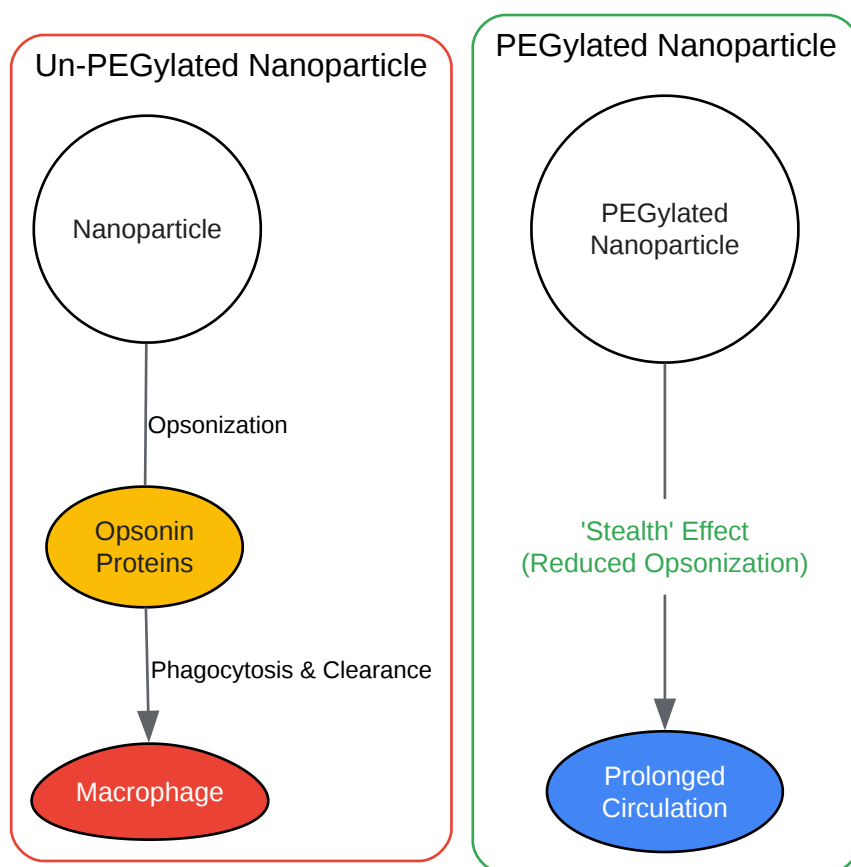 Un-PEGylated Nanoparticle
Nanoparticle
Opsonization
Opsonin
Proteins
Phagocytosis & Clearance
Macrophage
PEGylated Nanoparticle
PEGylated
Nanoparticle
'Stealth' Effect
(Reduced Opsonization)
Prolonged
Circulation